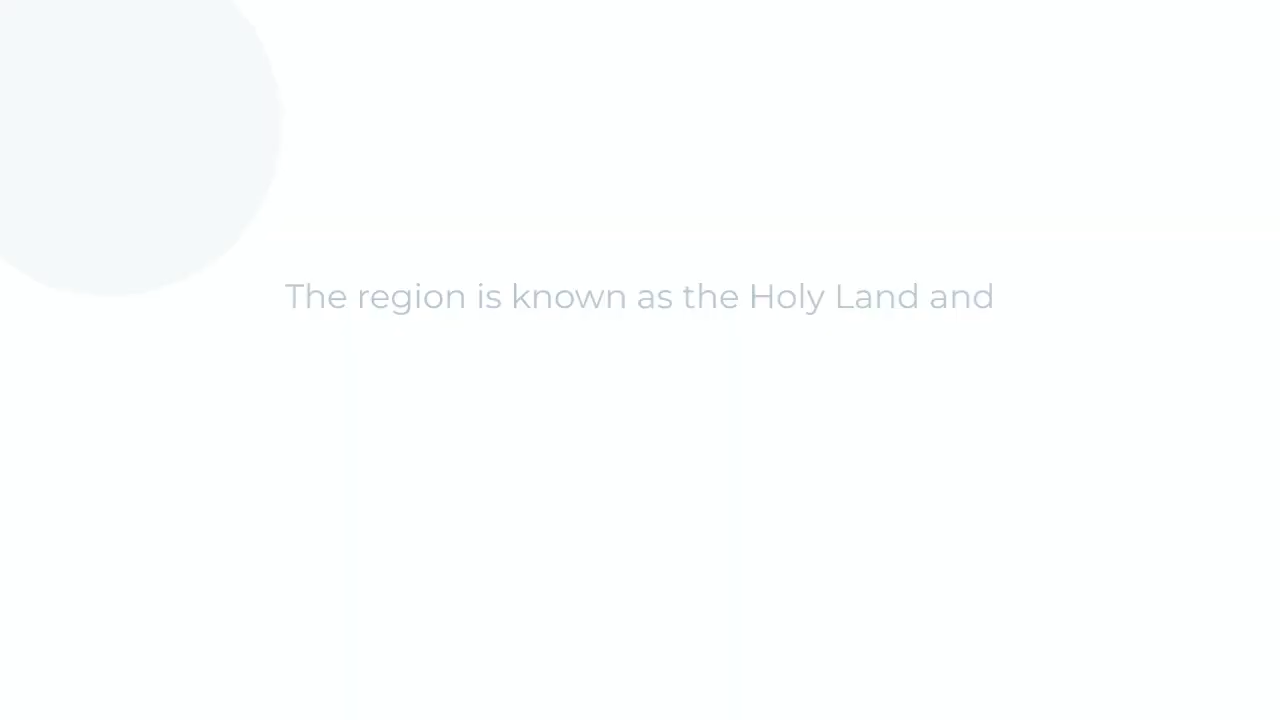 The region is known as the Holy Land and